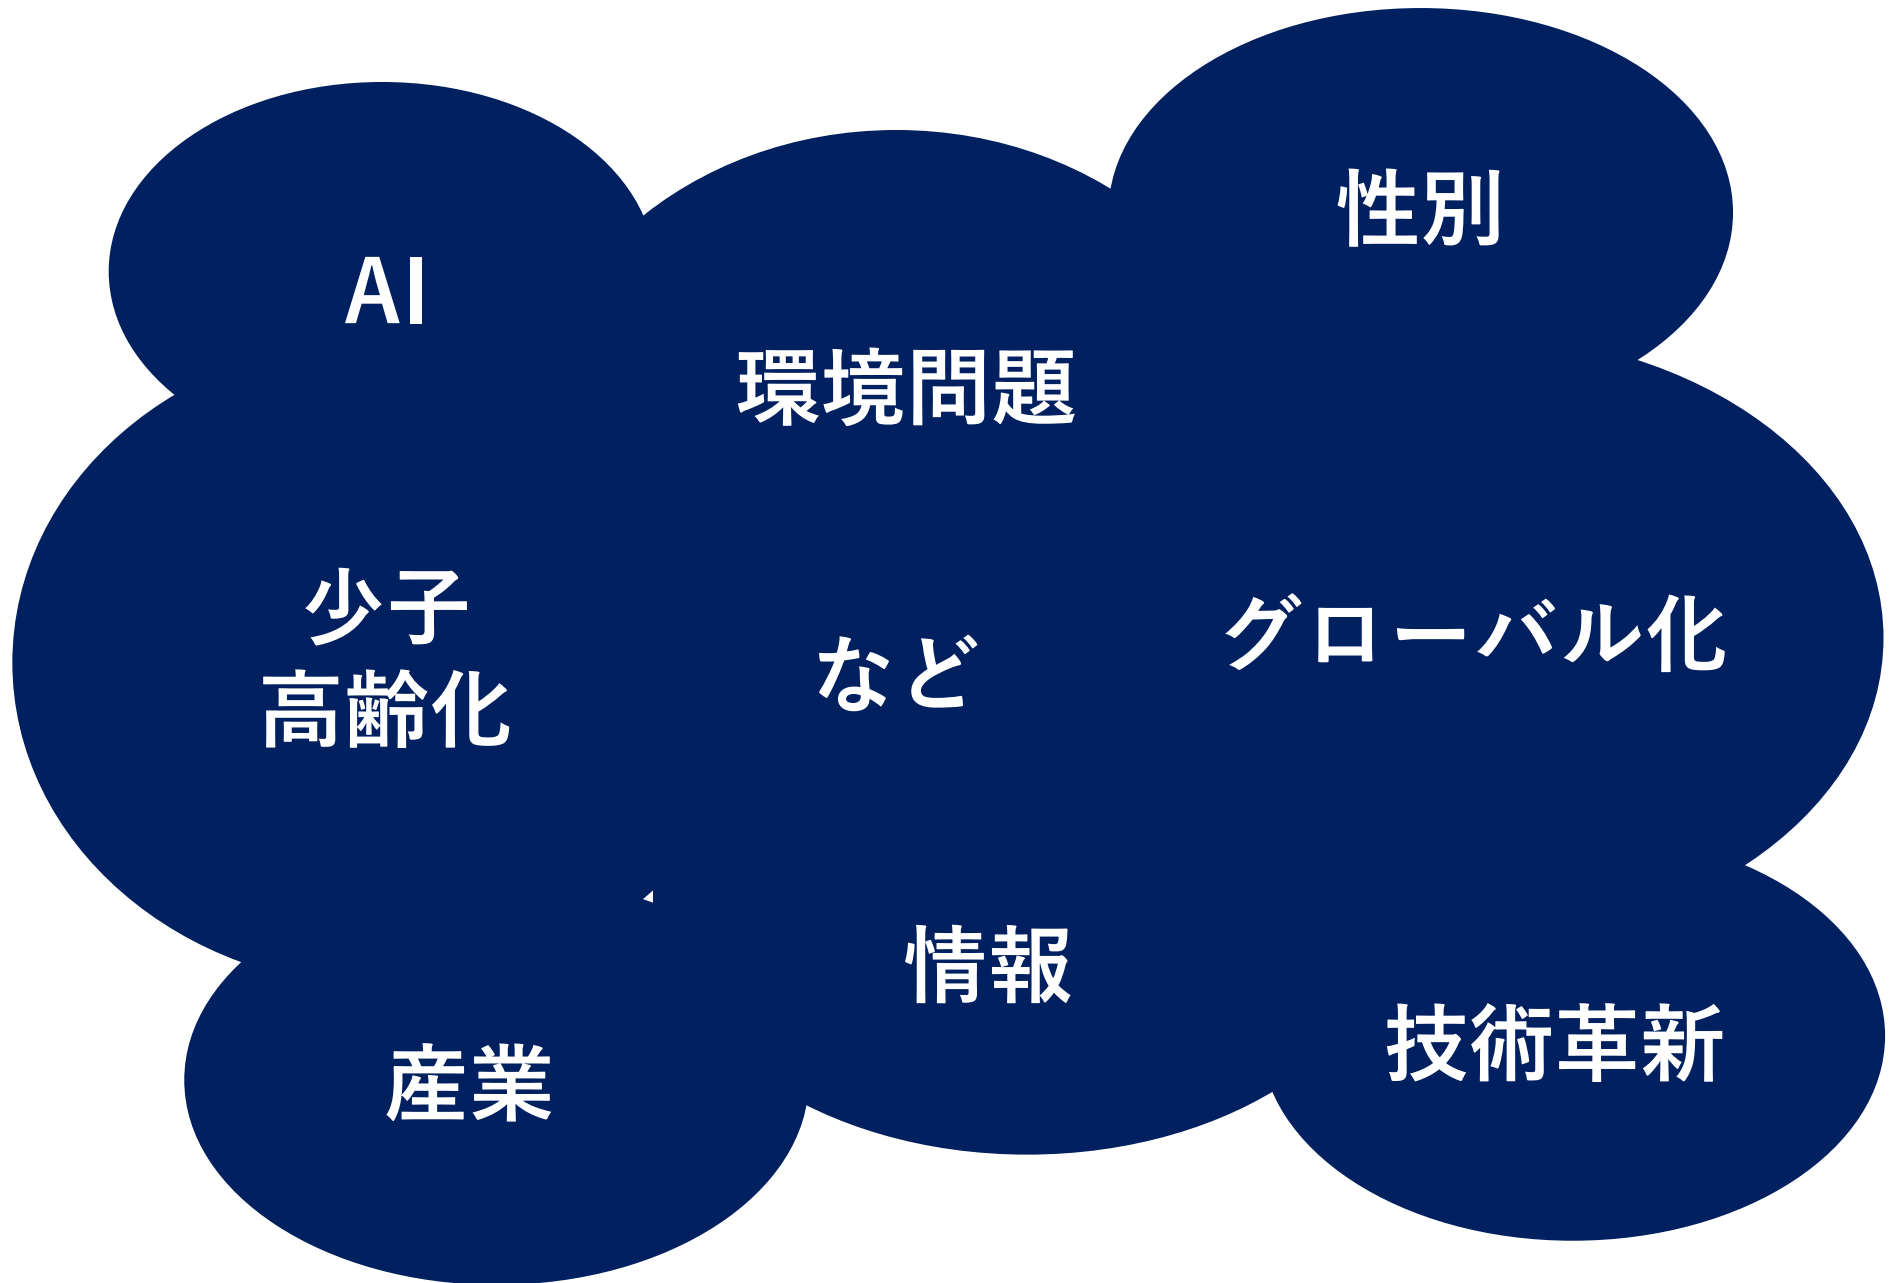 性別
AI
環境問題
少子
高齢化
など
グローバル化
情報
技術革新
産業